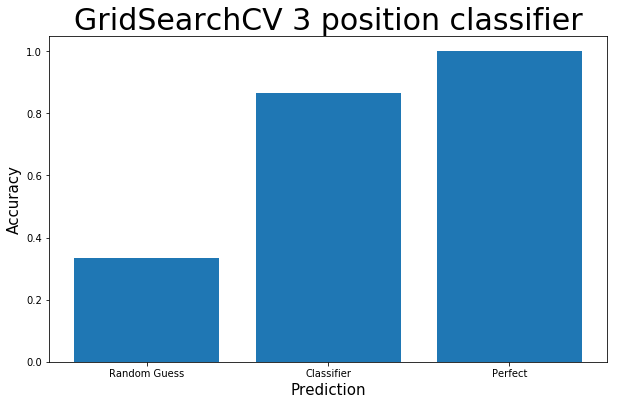 GridSearchCV 3 position classifier
1.0
0.8
0.6
0.4
0.2
0.0
Accuracy
Random Guess
Classifier
Perfect
Prediction